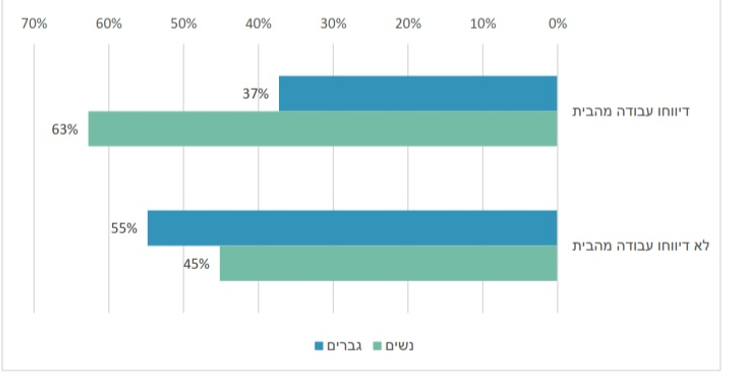 70% 60% 50% 40% 30% 20% 10% 0%
37%
דיווחו עבודה מהבית
63%
55%
לא דיווחו עבודה מהבית
45%
גברים נשים